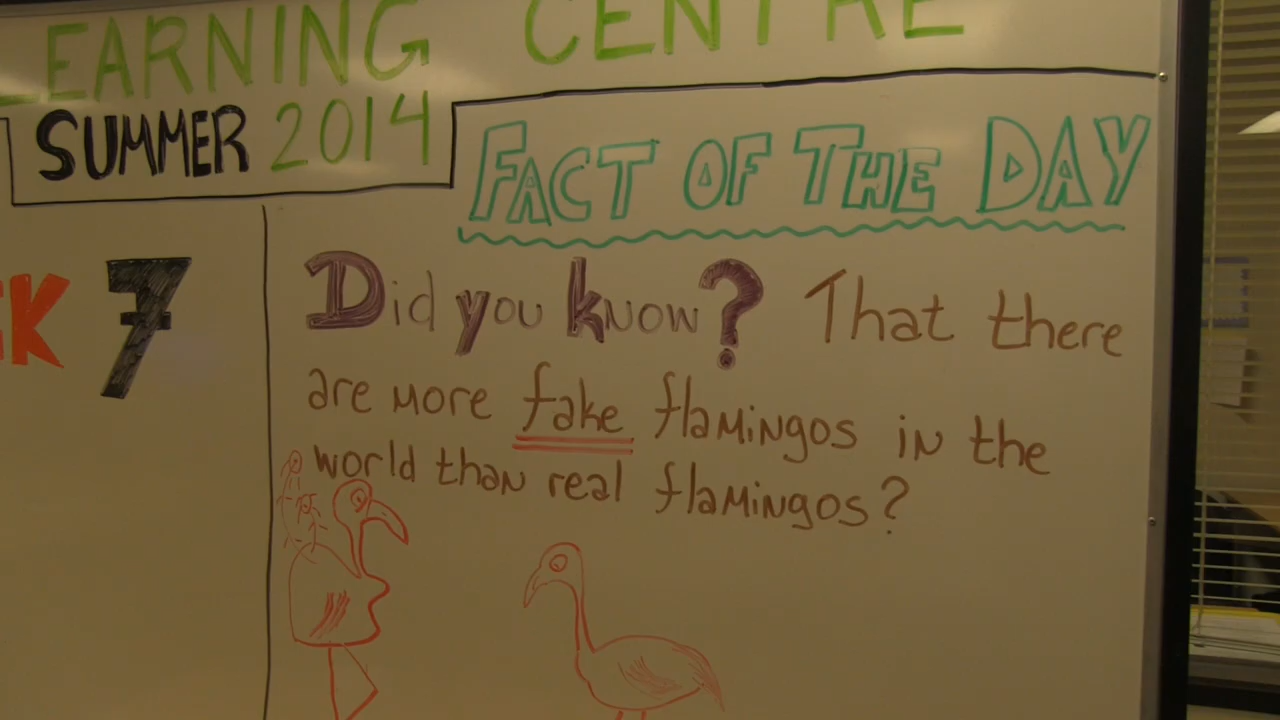 EARNING CENTRE
SUMMER 2014
FACT OF THE DAY
7
Did you know? That there
are more fake flamingos in the
world than real flamingos?